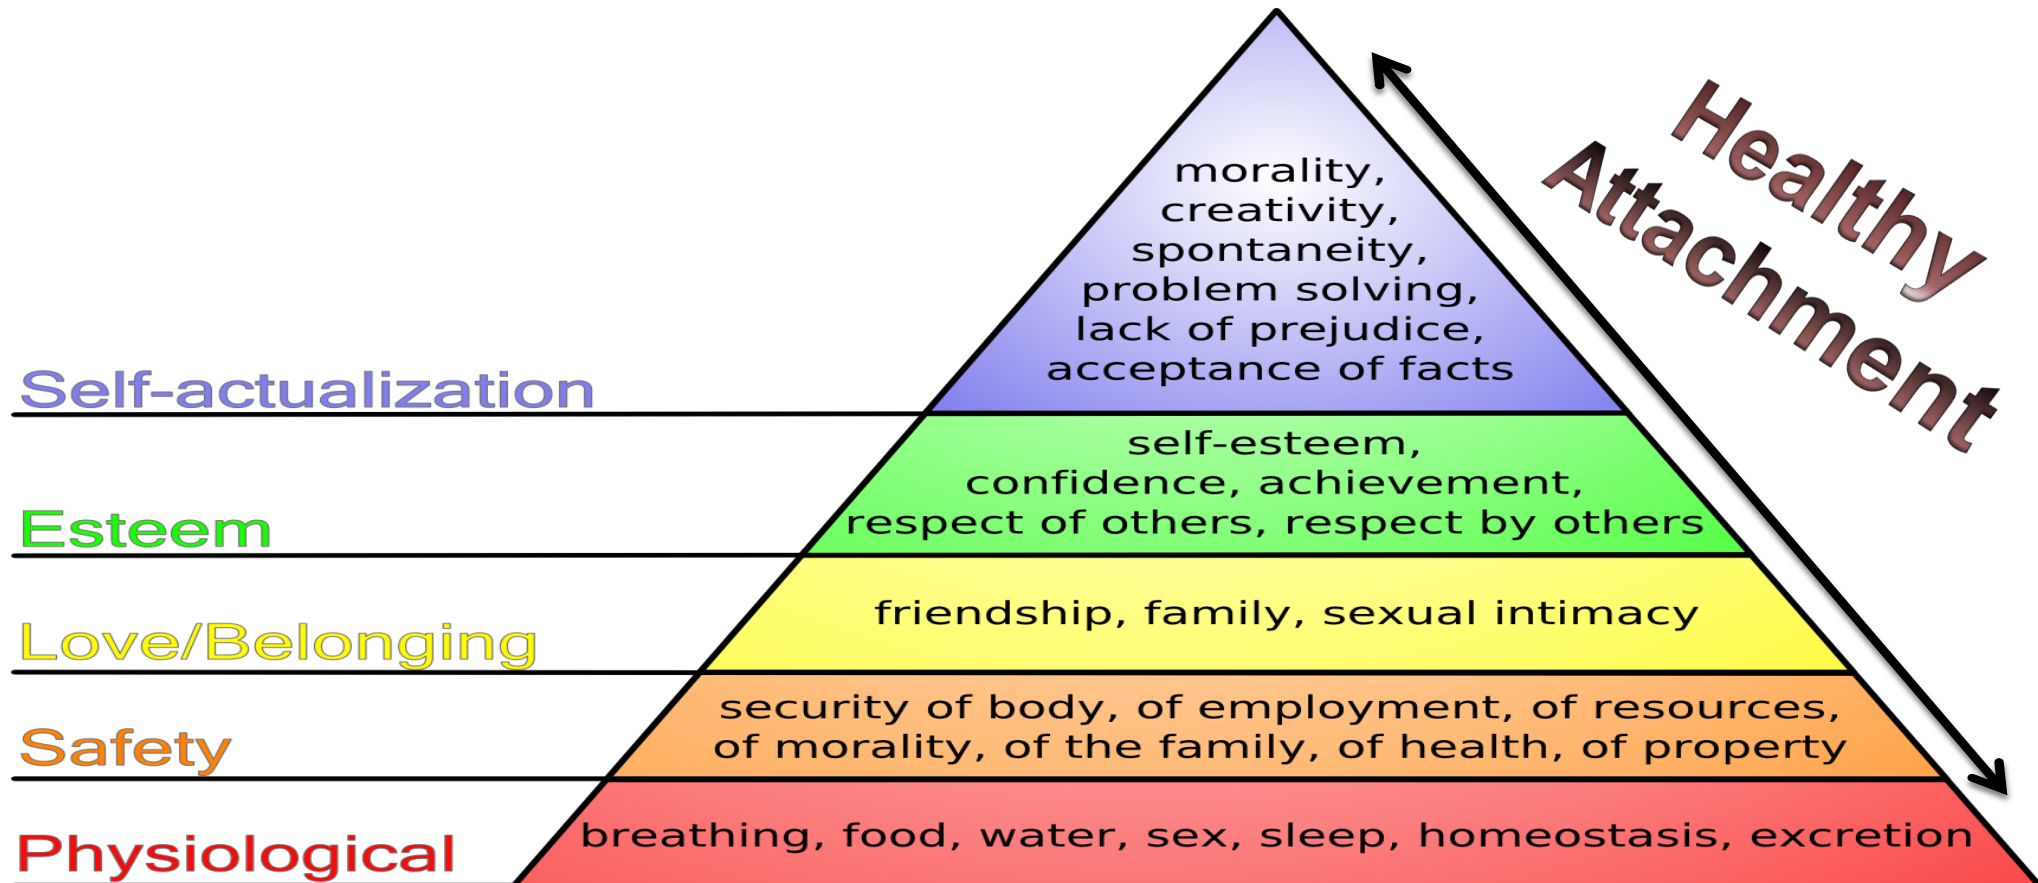 Healthy
Attachment
morality,
creativity,
spontaneity,
problem solving,
lack of prejudice,
acceptance of facts
Self-actualization
self-esteem,
confidence, achievement,
respect of others, respect by others
Esteem
friendship, family, sexual intimacy
Love/Belonging
security of body, of employment, of resources,
of morality, of the family, of health, of property
Safety
breathing, food, water, sex, sleep, homeostasis, excretion
Physiological